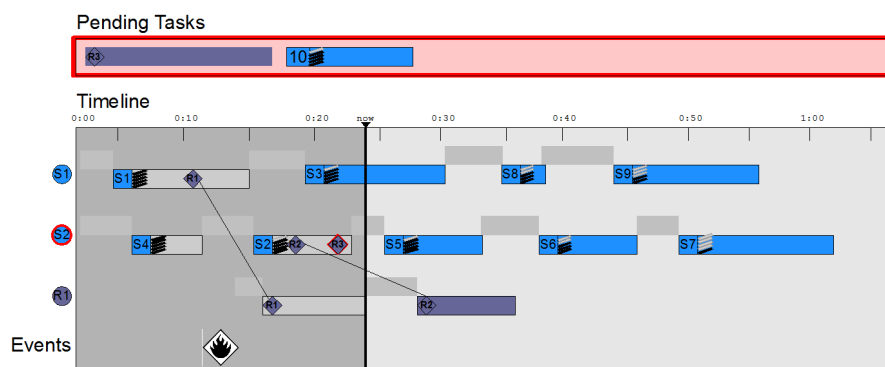 Pending Tasks
R3 10
Timeline
0:00 0:10 0:20 now 0:30 0:40 0:50 1:00
S1 S1 R1 S3 S8 S9
S2 S4 S2 R2 R3 S5 S6 S7
R1 R1 R2
Events